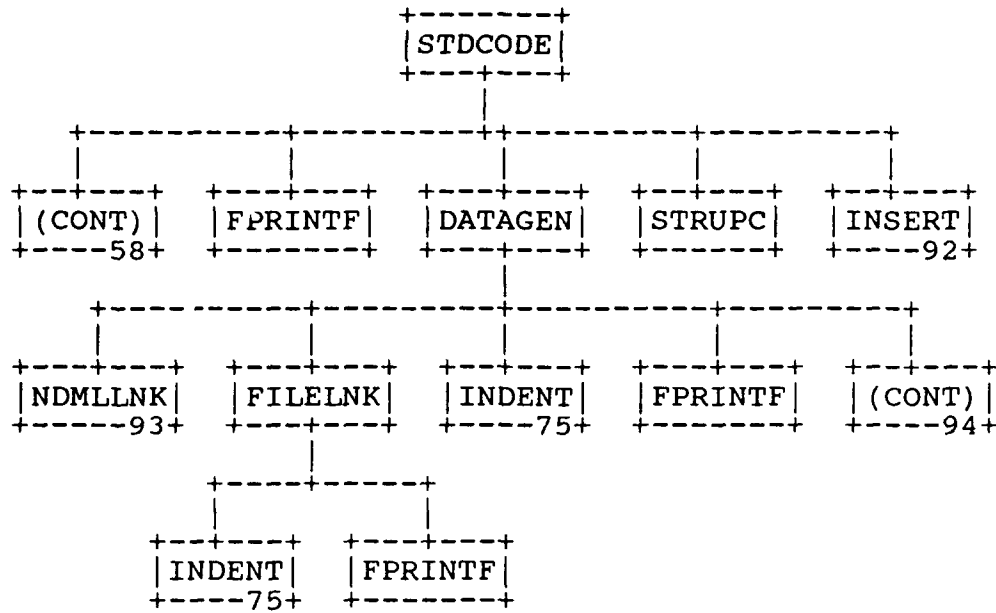 STDCODE
(CONT) FPRINTF DATAGEN STRUPC INSERT
58 92
NDMLLNK FILELNK INDENT FPRINTF (CONT)
93 75 94
INDENT FPRINTF
75